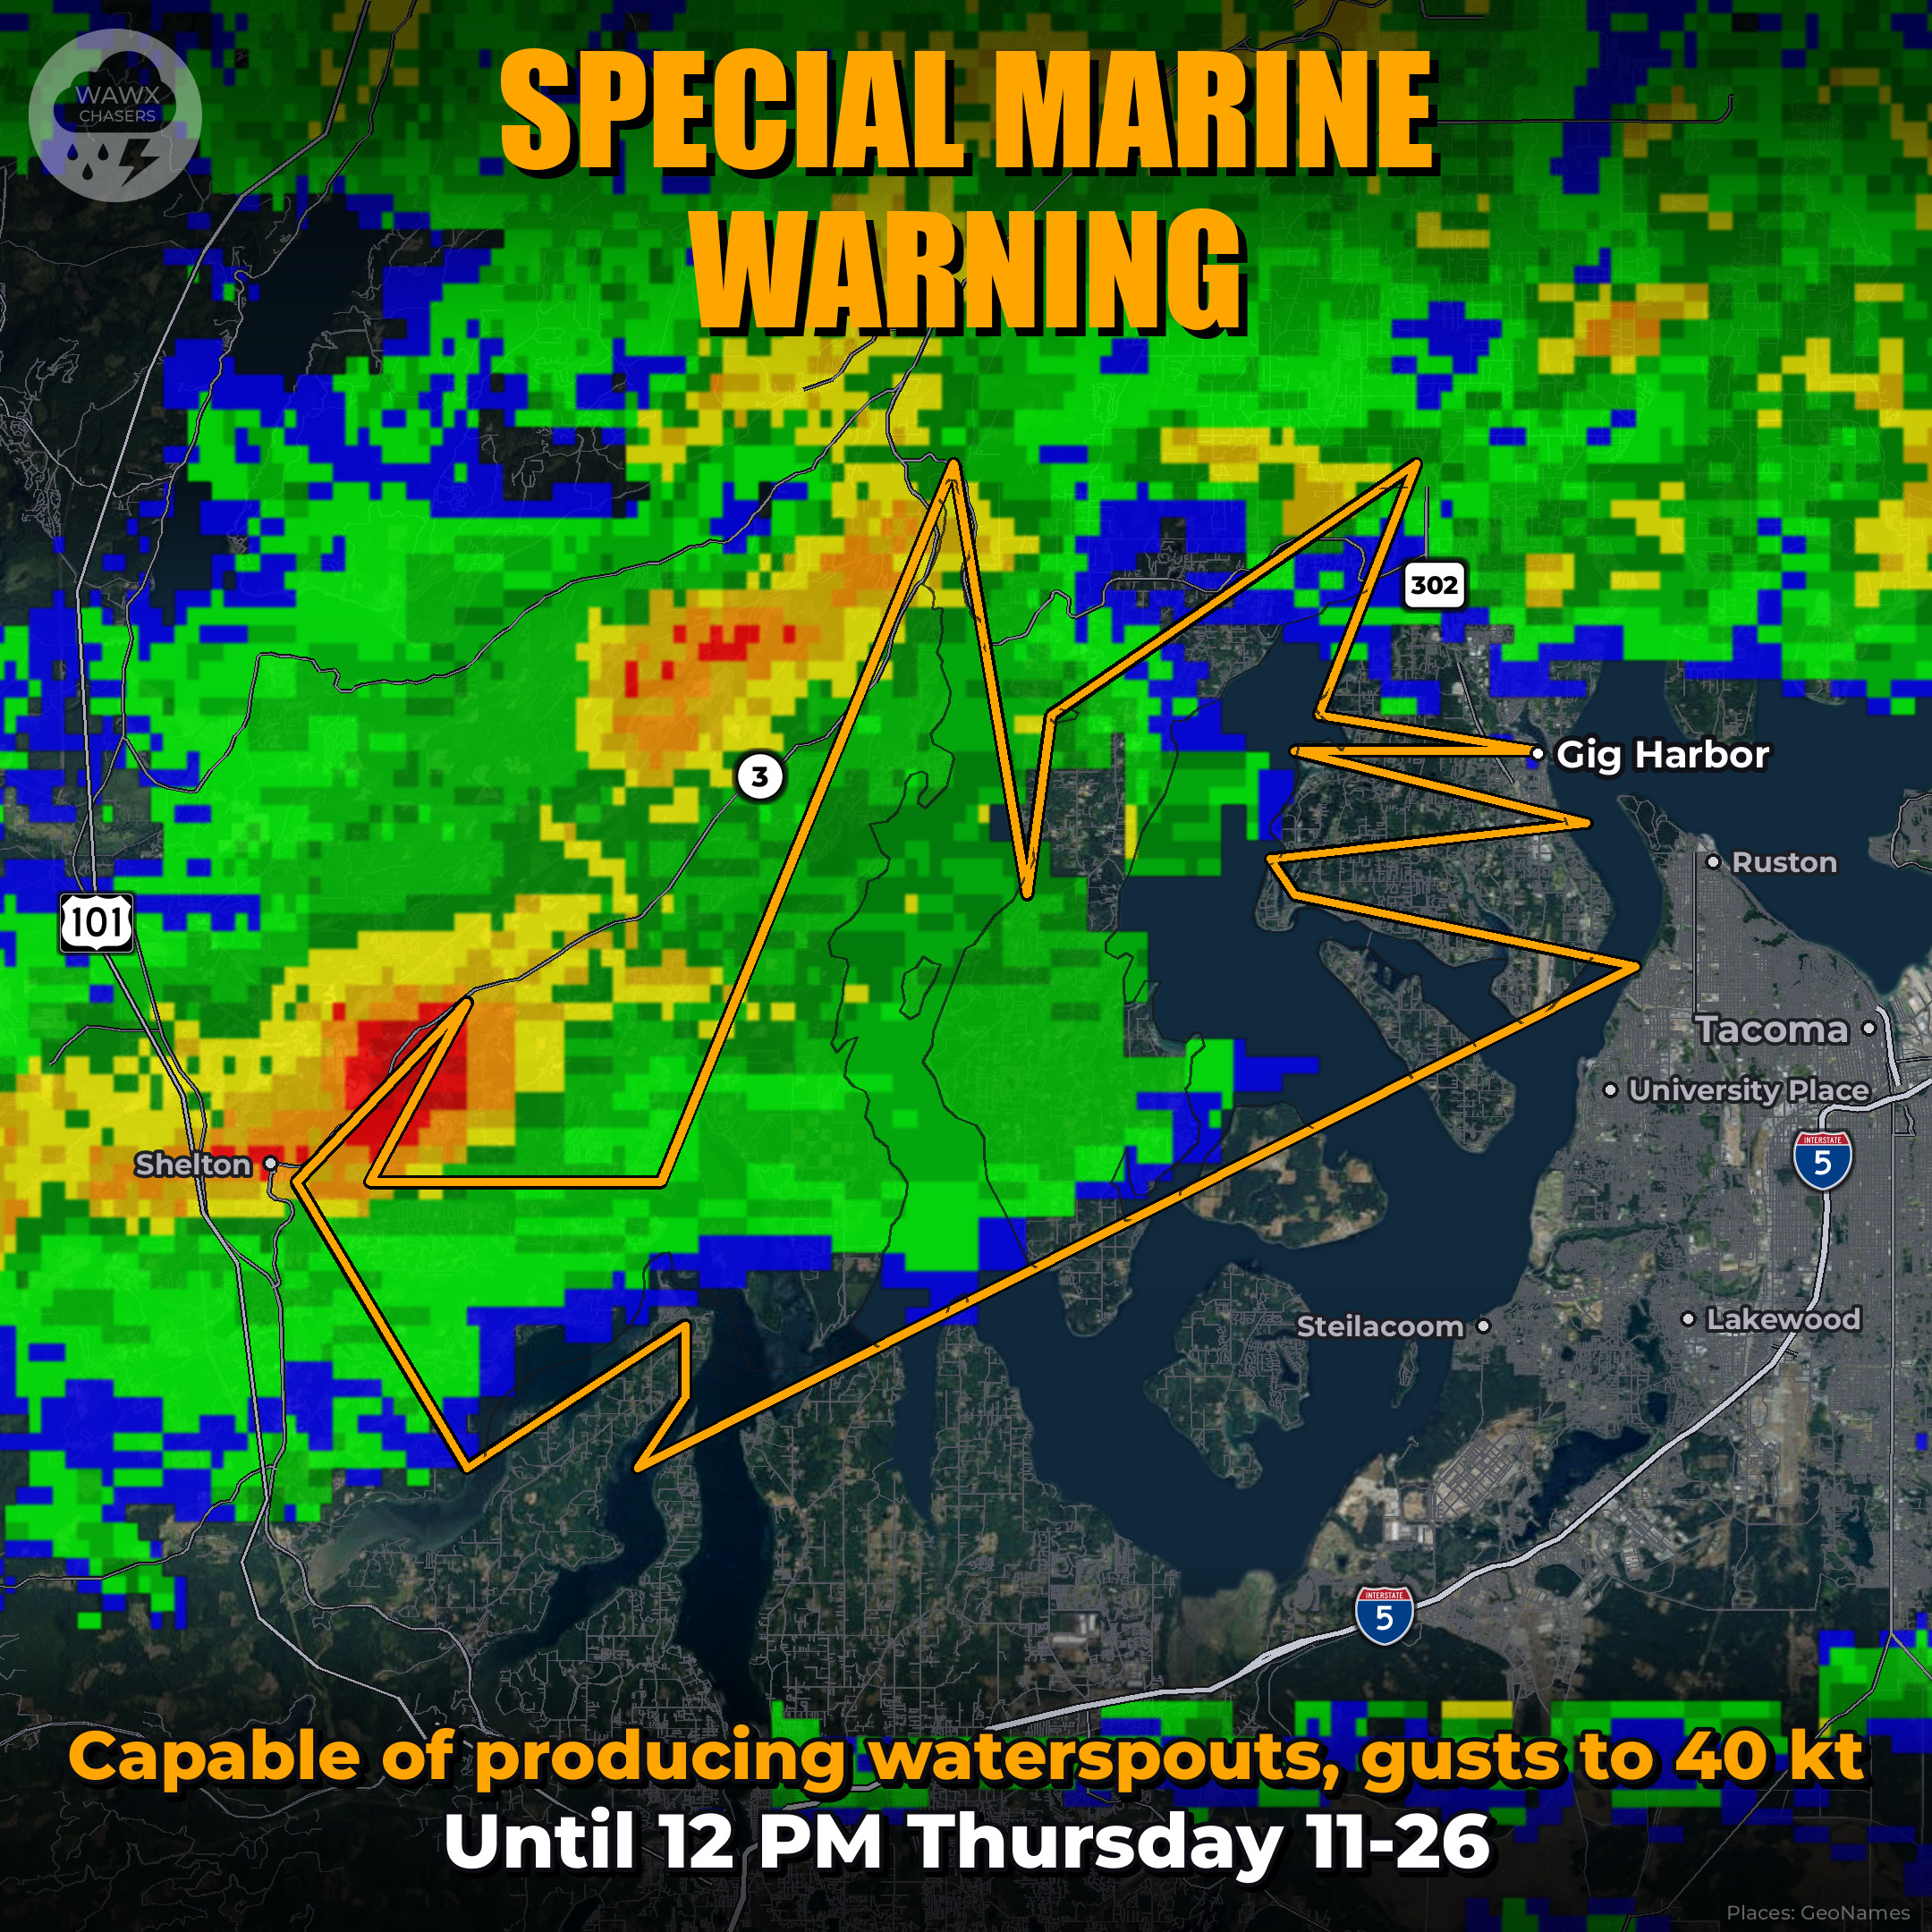 WAWX
CHASERS
SPECIAL MARINE
WARNING
302
Gig Harbor
3
Ruston
101
Tacoma
University Place
Shelton
INTERSTATE
5
Steilacoom
Lakewood
INTERSTATE
5
Capable of producing waterspouts, gusts to 40 kt
Until 12 PM Thursday 11-26
Places: GeoNames